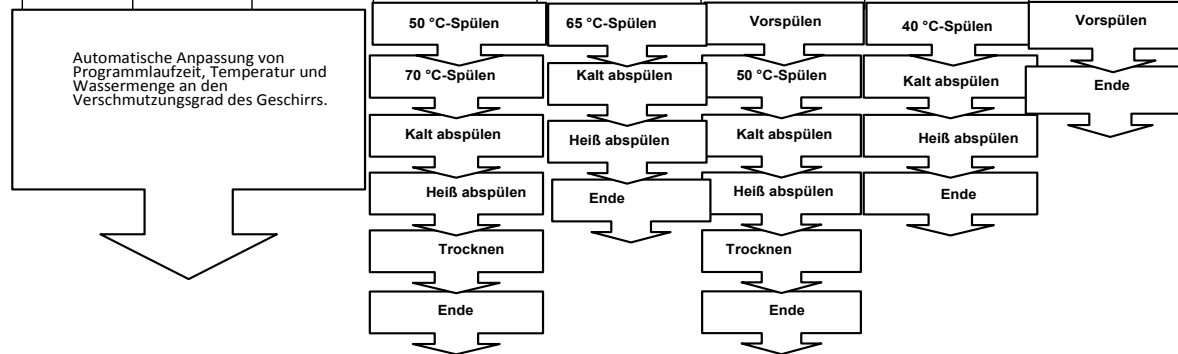 Automatische Anpassung von
Programmlaufzeit, Temperatur und
Wassermenge an den
Verschmutzungsgrad des Geschirrs.
50 °C-Spülen
70 °C-Spülen
Kalt abspülen
Heiß abspülen
Trocknen
Ende
65 °C-Spülen
Kalt abspülen
Heiß abspülen
Ende
Vorspülen
50 °C-Spülen
Kalt abspülen
Heiß abspülen
Trocknen
Ende
40 °C-Spülen
Kalt abspülen
Heiß abspülen
Ende
Vorspülen
Ende